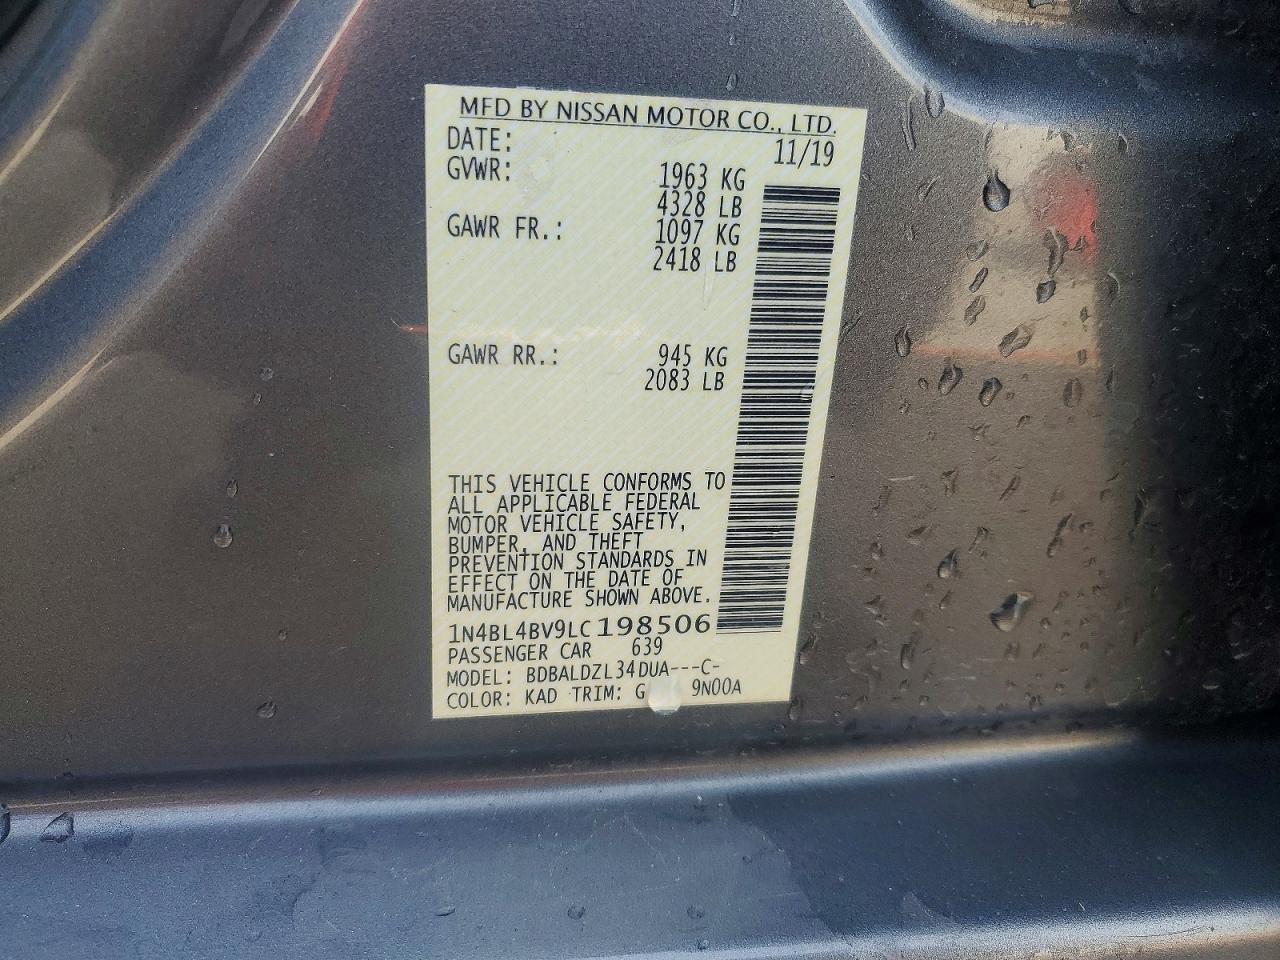 MFD BY NISSAN MOTOR CO., LTD.
DATE: 11/19
GVWR: 1963 KG
4328 LB
GAWR FR.: 1097 KG
2418 LB
GAWR RR.: 945 KG
2083 LB
THIS VEHICLE CONFORMS TO
ALL APPLICABLE FEDERAL
MOTOR VEHICLE SAFETY,
BUMPER, AND THEFT
PREVENTION STANDARDS IN
EFFECT ON THE DATE OF
MANUFACTURE SHOWN ABOVE.
1N4BL4BV9LC198506
PASSENGER CAR 639
MODEL: BDBALDZL34DUA---C-
COLOR: KAD TRIM: G 9N00A